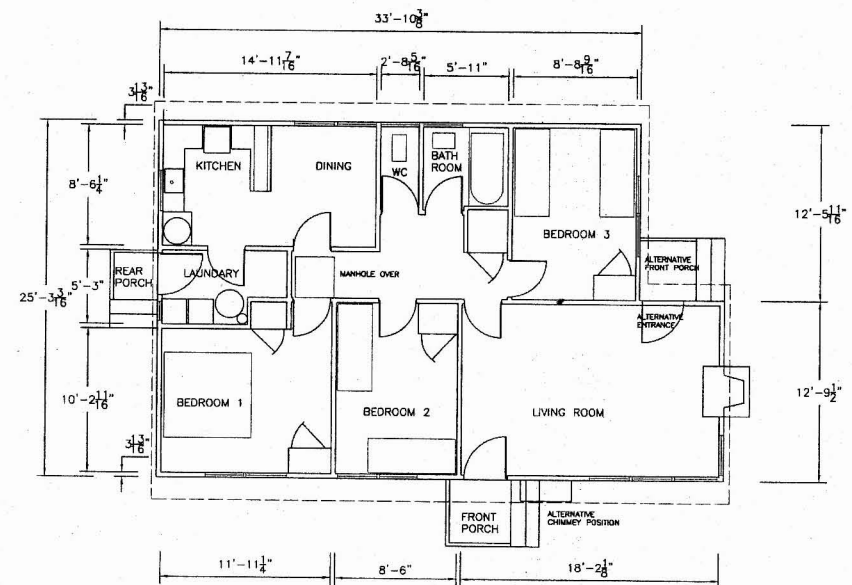 33'-10 3/8"
14'-11 7/16"
2'-8 5/16"
5'-11"
8'-8 9/16"
3 13/16"
8'-6 1/4"
5'-3"
25'-3 3/16"
10'-2 11/16"
3 13/16"
12'-5 11/16"
12'-9 1/2"
KITCHEN
DINING
WC
BATH
ROOM
BEDROOM 3
REAR
PORCH
LAUNDARY
MANHOLE OVER
ALTERNATIVE
FRONT PORCH
ALTERNATIVE
ENTRANCE
BEDROOM 1
BEDROOM 2
LIVING ROOM
FRONT
PORCH
ALTERNATIVE
CHIMMEY POSITION
11'-11 1/4"
8'-6"
18'-2 1/8"